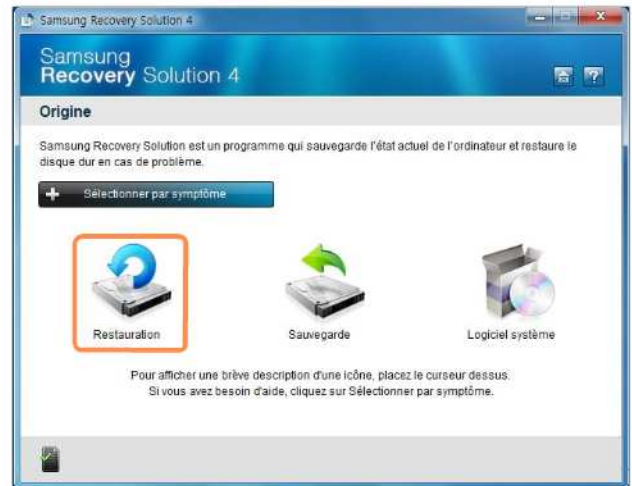 Samsung Recovery Solution 4
Samsung
Recovery Solution 4
?
Origine
Samsung Recovery Solution est un programme qui sauvegarde l'état actuel de l'ordinateur et restaure le
disque dur en cas de problème.
+ Sélectionner par symptôme
Restauration
Sauvegarde
Logiciel système
Pour afficher une brève description d'une icône, placez le curseur dessus.
Si vous avez besoin d'aide, cliquez sur Sélectionner par symptôme.